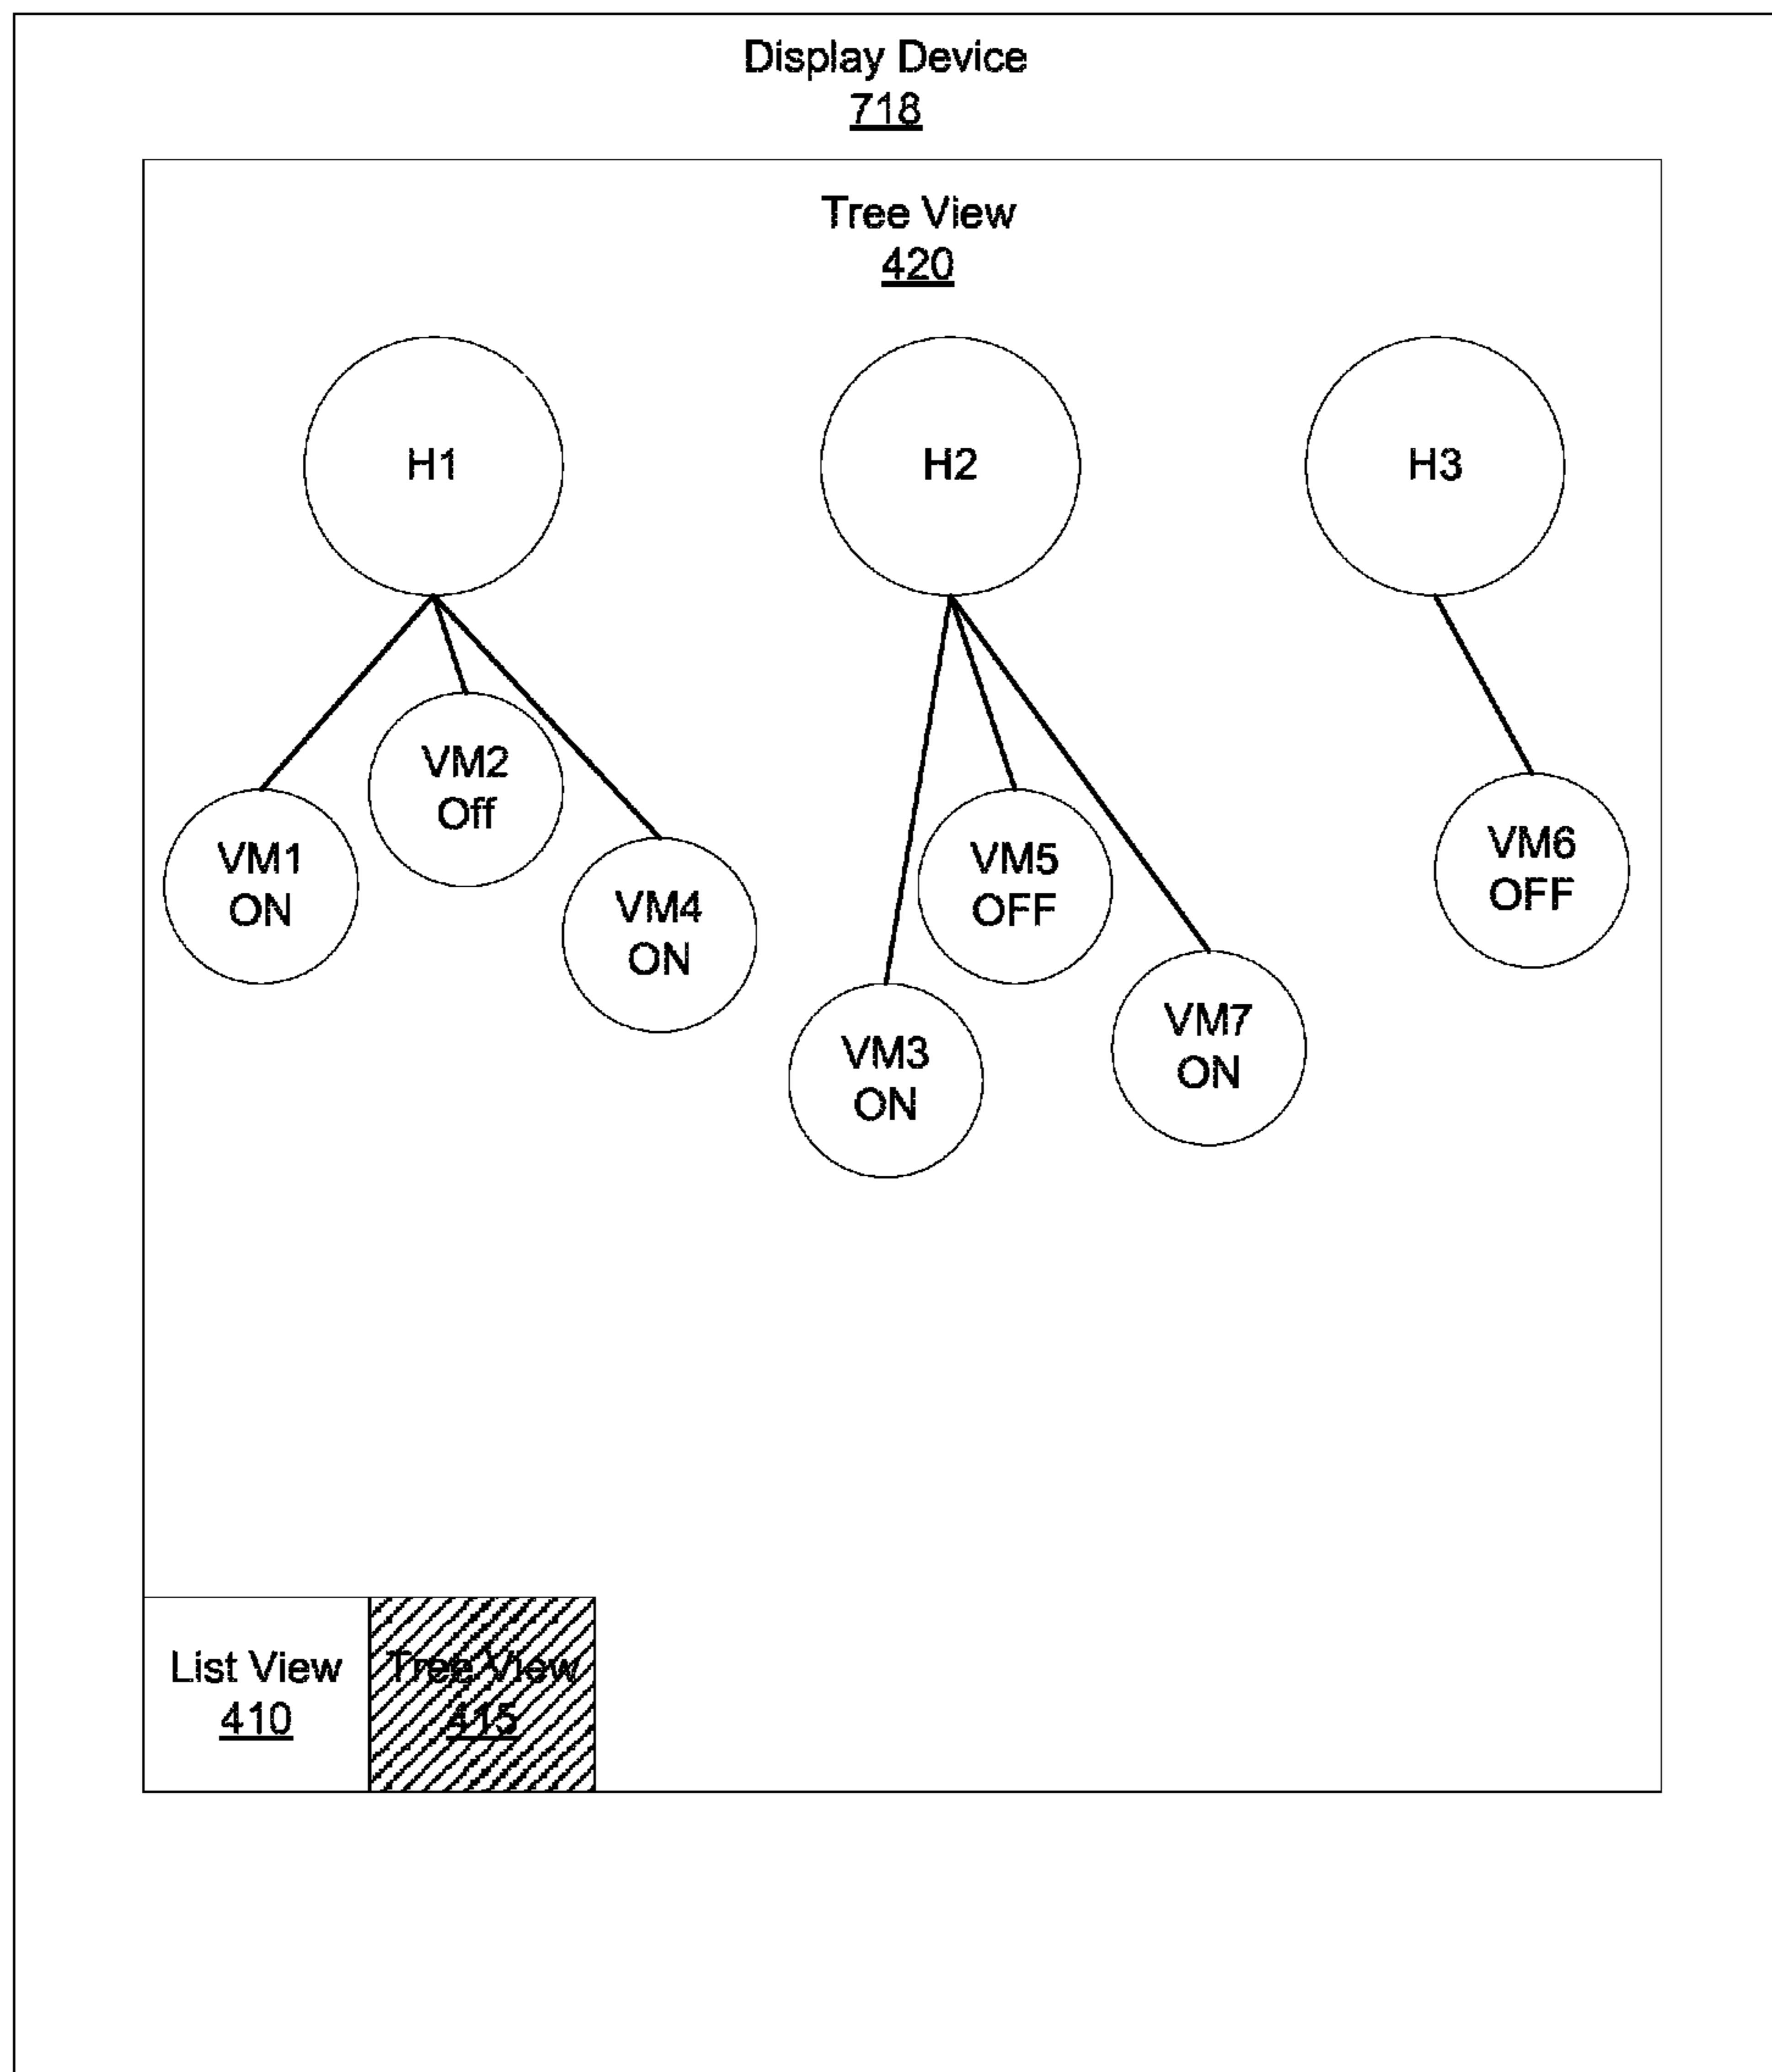 Display Device
718
Tree View
420
H1
H2
H3
VM2
Off
VM1
ON
VM4
ON
VM5
OFF
VM6
OFF
VM3
ON
VM7
ON
List View
410
Tree View
415